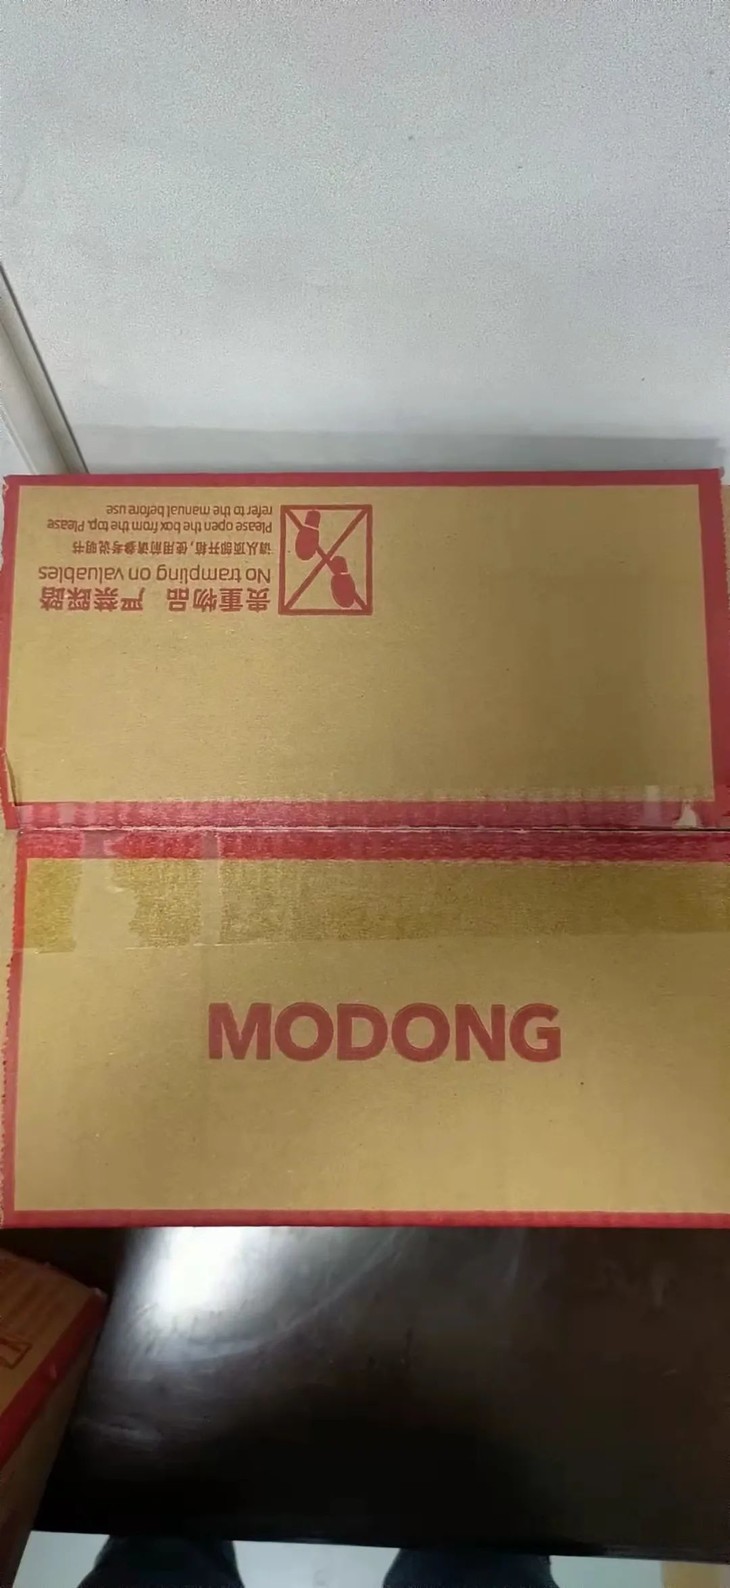 贵重物品 严禁踩踏
No trampling on valuables
请从顶部开箱，使用前请参考说明书
Please open the box from the top. Please
refer to the manual before use
MODONG